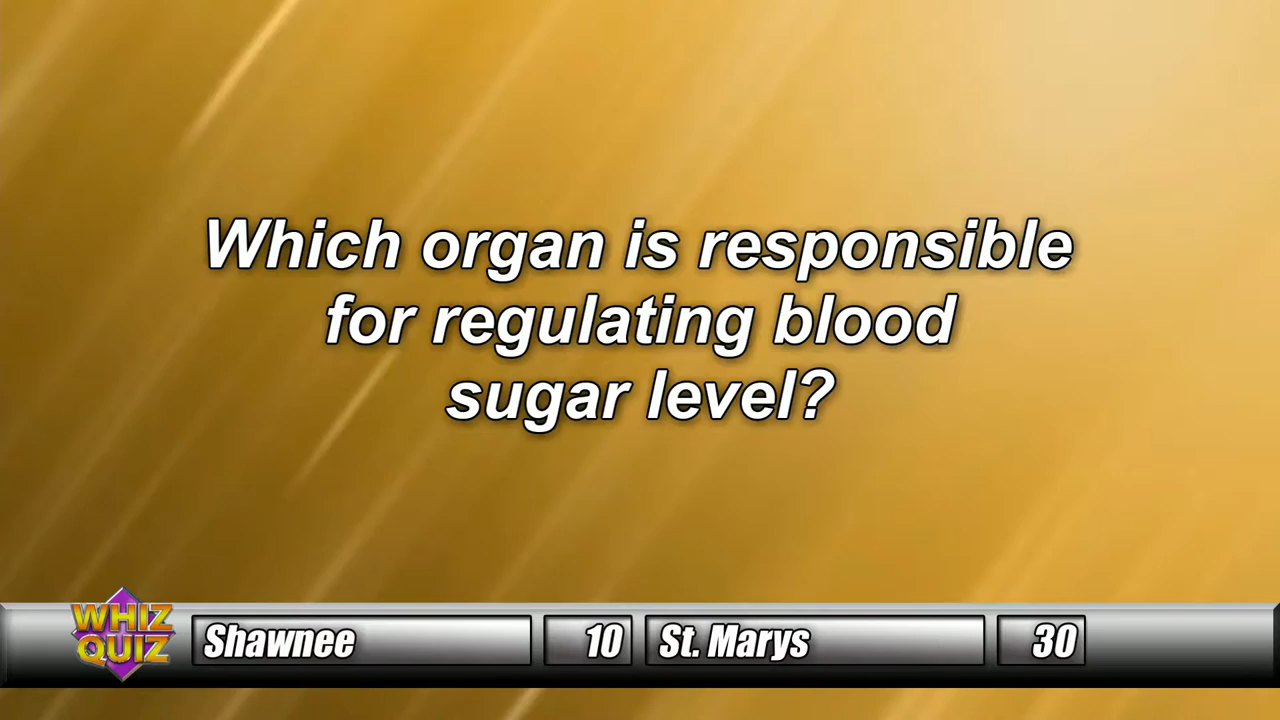 Which organ is responsible
for regulating blood
sugar level?
WHIZ
QUIZ
Shawnee 10 St. Marys 30